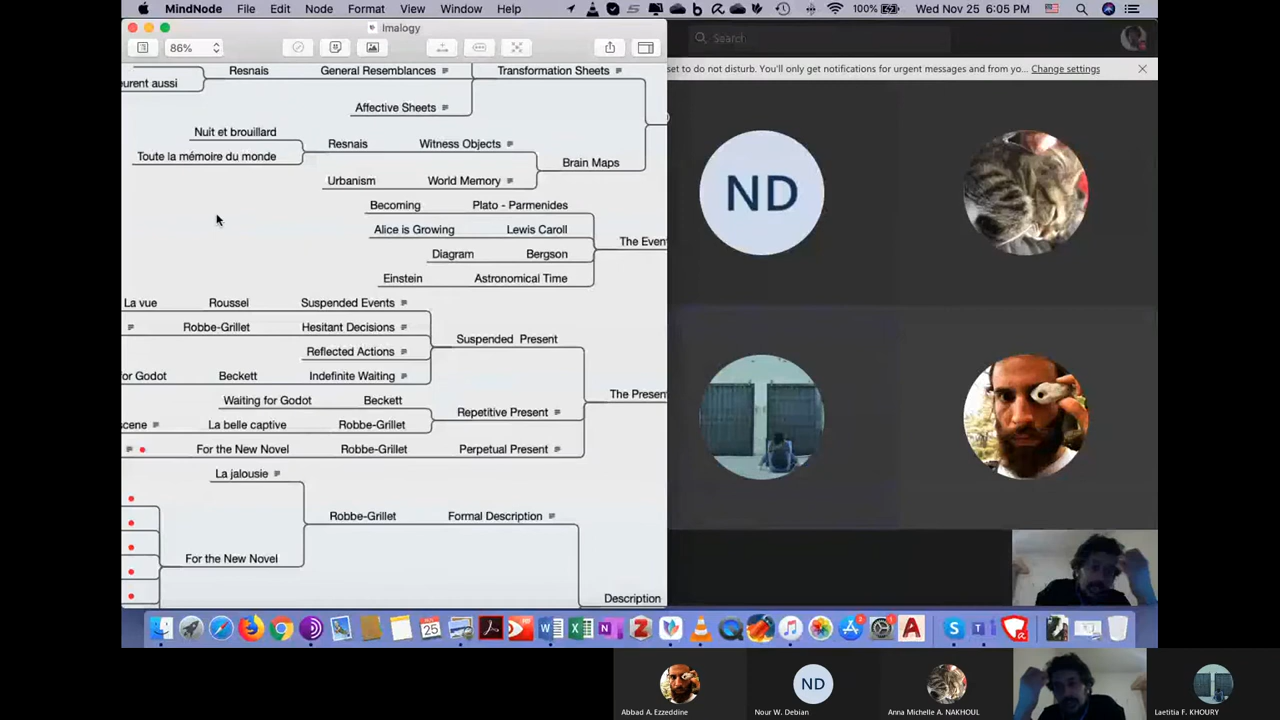 MindNode File Edit Node Format View Window Help 100% Wed Nov 25 6:05 PM
Imalogy
86%
Search
set to do not disturb. You'll only get notifications for urgent messages and from yo... Change settings
Resnais General Resemblances Transformation Sheets
eurent aussi
Affective Sheets
Nuit et brouillard
Resnais Witness Objects
Toute la mémoire du monde
Brain Maps
Urbanism World Memory
Becoming Plato - Parmenides
Alice is Growing Lewis Caroll
The Even
Diagram Bergson
Einstein Astronomical Time
La vue Roussel Suspended Events
Robbe-Grillet Hesitant Decisions
Suspended Present
Reflected Actions
for Godot Beckett Indefinite Waiting
The Present
Waiting for Godot Beckett
Repetitive Present
scene La belle captive Robbe-Grillet
For the New Novel Robbe-Grillet Perpetual Present
La jalousie
Robbe-Grillet Formal Description
For the New Novel
Description
ND
25
ND
Abbad A. Ezzeddine
Nour W. Debian
Anna Michelle A. NAKHOUL
Laetitia F. KHOURY